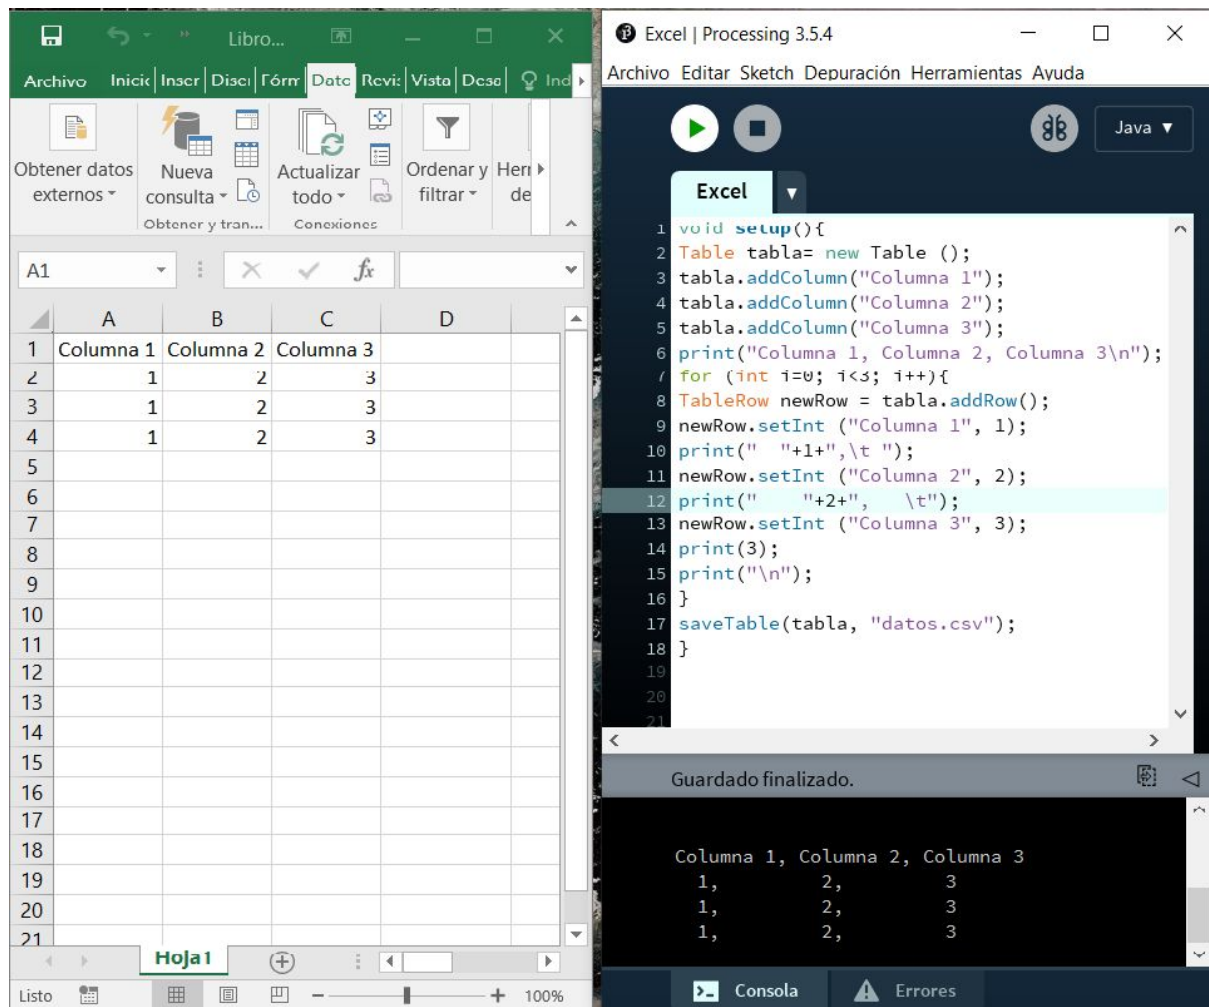 Libro...
Archivo Inicic Inscr Disci Fórm Datc Revi: Vista Desa Ind
Obtener datos externos
Nueva consulta
Actualizar todo
Ordenar y filtrar
Herr de
Obtener y tran...
Conexiones
A1
fx
A B C D
1 Columna 1 Columna 2 Columna 3
2 1 2 3
3 1 2 3
4 1 2 3
5
6
7
8
9
10
11
12
13
14
15
16
17
18
19
20
21
Hoja1
Listo
100%
Excel | Processing 3.5.4
Archivo Editar Sketch Depuración Herramientas Ayuda
Java
Excel
1 void setup(){
2 Table tabla= new Table ();
3 tabla.addColumn("Columna 1");
4 tabla.addColumn("Columna 2");
5 tabla.addColumn("Columna 3");
6 print("Columna 1, Columna 2, Columna 3\n");
7 for (int i=0; i<3; i++){
8 TableRow newRow = tabla.addRow();
9 newRow.setInt ("Columna 1", 1);
10 print("  "+1+",\t ");
11 newRow.setInt ("Columna 2", 2);
12 print("    "+2+",   \t");
13 newRow.setInt ("Columna 3", 3);
14 print(3);
15 print("\n");
16 }
17 saveTable(tabla, "datos.csv");
18 }
19
20
21
Guardado finalizado.
Columna 1, Columna 2, Columna 3
1, 2, 3
1, 2, 3
1, 2, 3
Consola
Errores